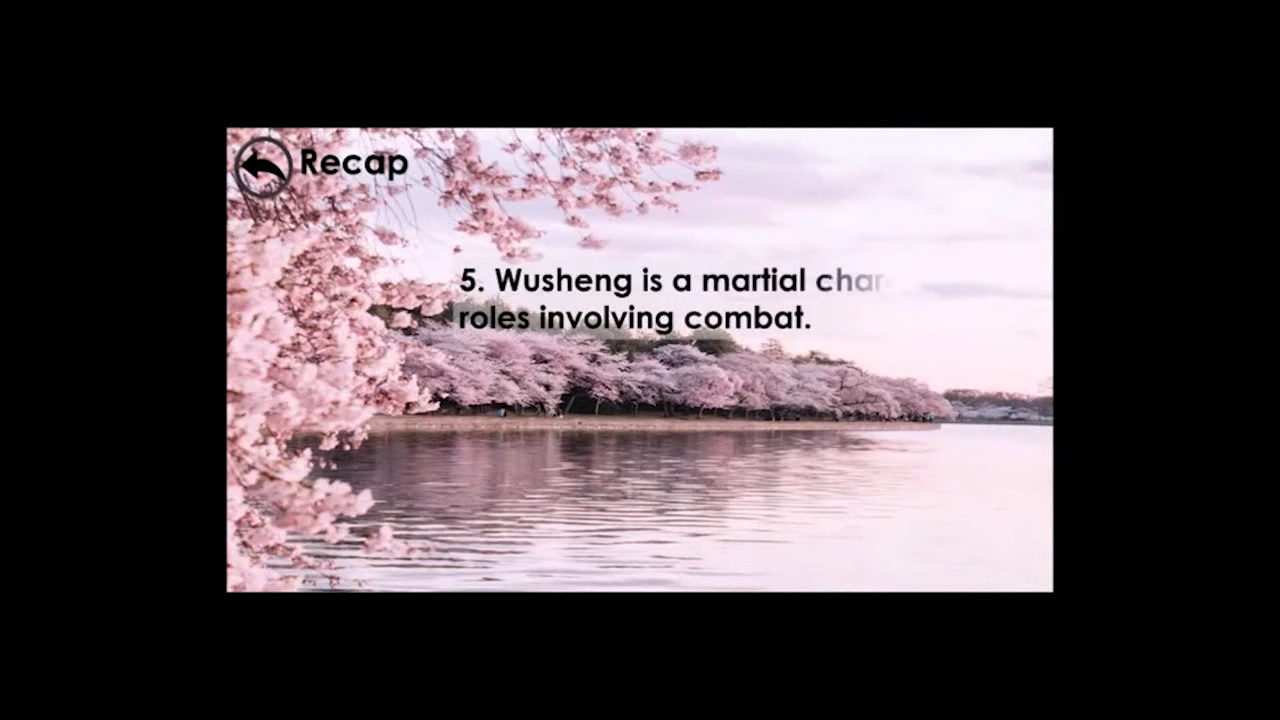 Recap
5. Wusheng is a martial
roles involving combat.